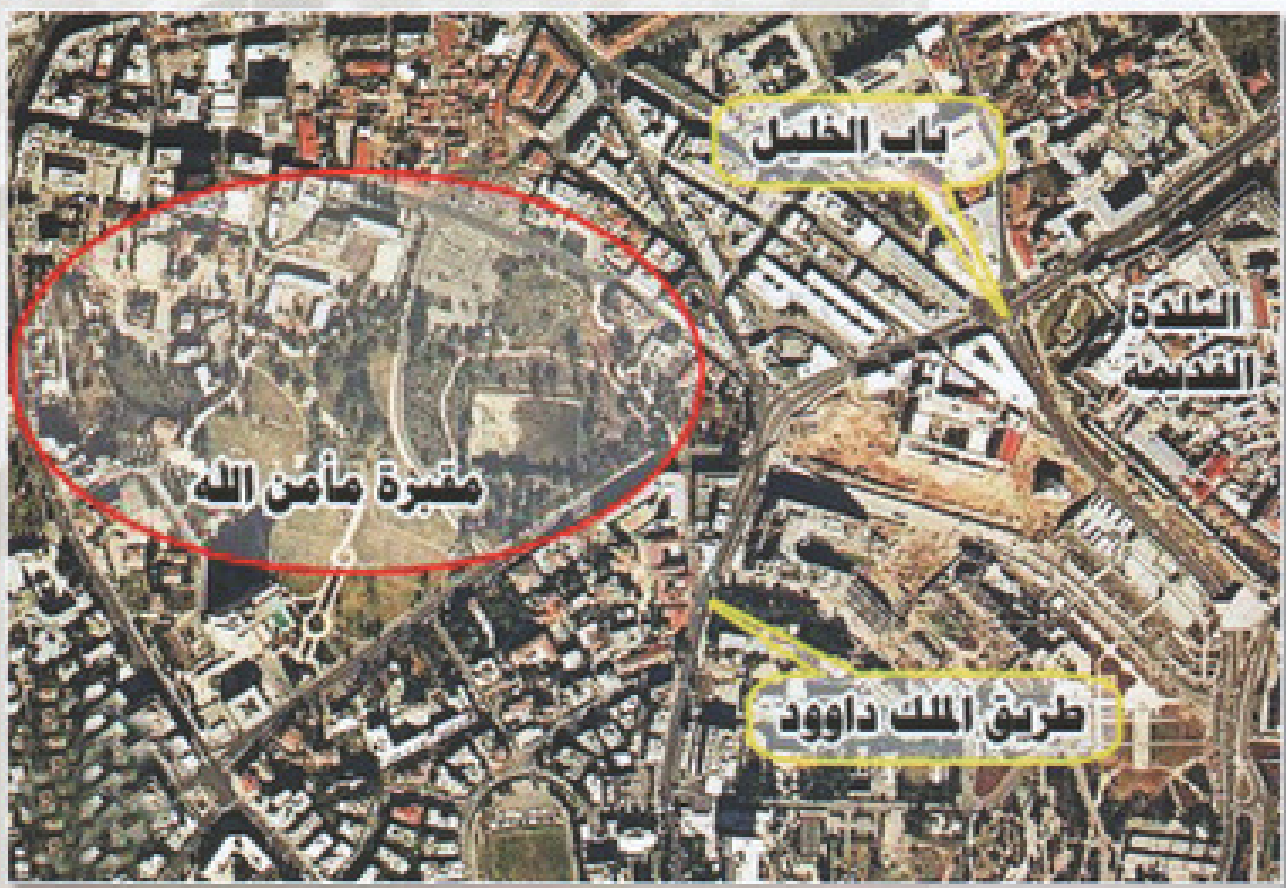 باب الخليل
البلدة
القديمة
مقبرة مأمن الله
طريق الملك داوود